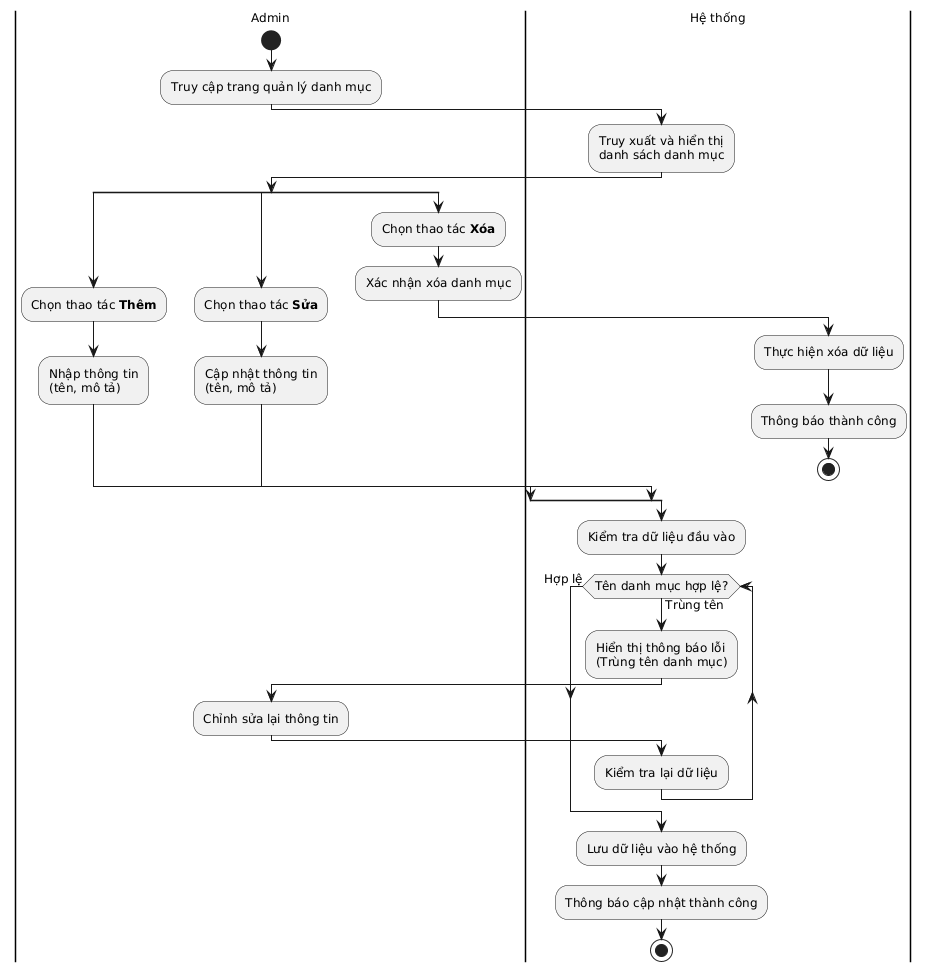 Admin
Hệ thống
Truy cập trang quản lý danh mục
Truy xuất và hiển thị
danh sách danh mục
Chọn thao tác Xóa
Xác nhận xóa danh mục
Chọn thao tác Thêm
Chọn thao tác Sửa
Thực hiện xóa dữ liệu
Nhập thông tin
(tên, mô tả)
Cập nhật thông tin
(tên, mô tả)
Thông báo thành công
Kiểm tra dữ liệu đầu vào
Hợp lệ
Tên danh mục hợp lệ?
Trùng tên
Hiển thị thông báo lỗi
(Trùng tên danh mục)
Chỉnh sửa lại thông tin
Kiểm tra lại dữ liệu
Lưu dữ liệu vào hệ thống
Thông báo cập nhật thành công